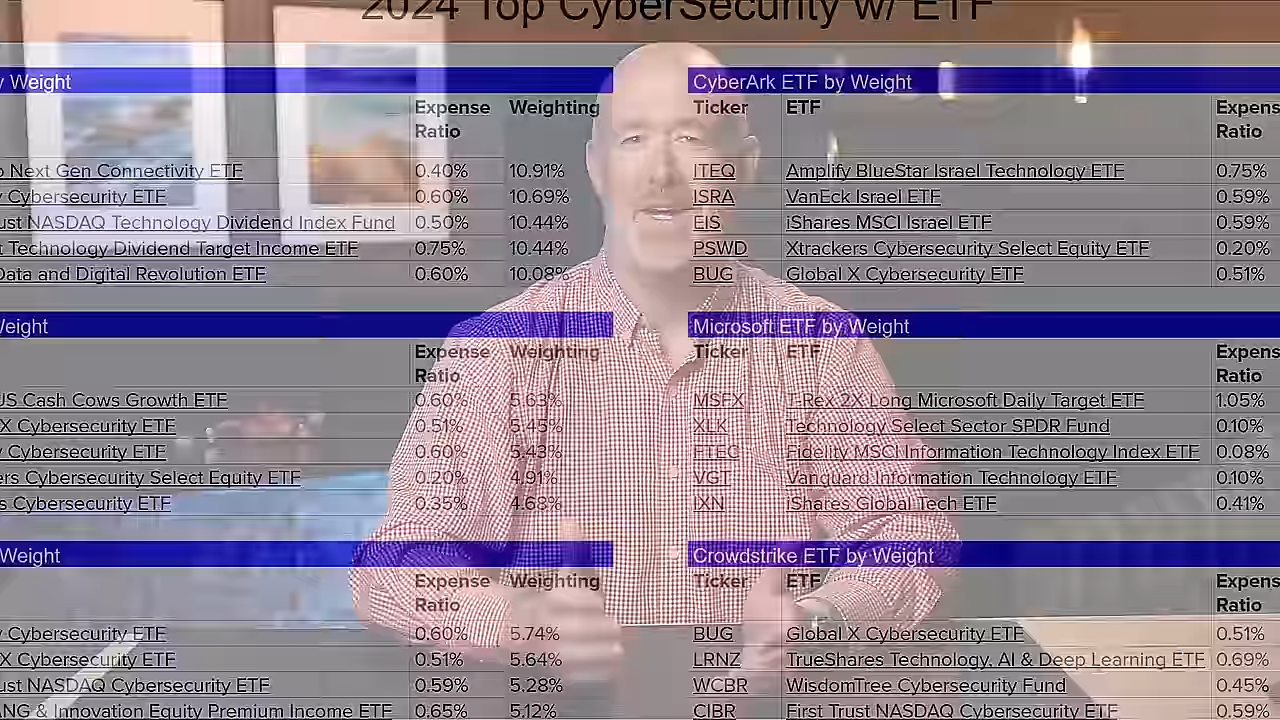 2024 Top CyberSecurity w/ ETF
Weight
Expense Ratio Weighting
Next Gen Connectivity ETF 0.40% 10.91%
Cybersecurity ETF 0.60% 10.69%
NASDAQ Technology Dividend Index Fund 0.50% 10.44%
Technology Dividend Target Income ETF 0.75% 10.44%
Data and Digital Revolution ETF 0.60% 10.08%
CyberArk ETF by Weight
Ticker ETF
ITEQ Amplify BlueStar Israel Technology ETF 0.75%
ISRA VanEck Israel ETF 0.59%
EIS iShares MSCI Israel ETF 0.59%
PSWD Xtrackers Cybersecurity Select Equity ETF 0.20%
BUG Global X Cybersecurity ETF 0.51%
Weight
Expense Ratio Weighting
US Cash Cows Growth ETF 0.60% 5.63%
X Cybersecurity ETF 0.51% 5.45%
Cybersecurity ETF 0.60% 5.43%
Cybersecurity Select Equity ETF 0.20% 4.91%
Cybersecurity ETF 0.35% 4.68%
Microsoft ETF by Weight
Ticker ETF Ratio
MSFX T-Rex 2X Long Microsoft Daily Target ETF 1.05%
XLK Technology Select Sector SPDR Fund 0.10%
FTEC Fidelity MSCI Information Technology Index ETF 0.08%
VGT Vanguard Information Technology ETF 0.10%
IXN iShares Global Tech ETF 0.41%
Weight
Expense Ratio Weighting
Cybersecurity ETF 0.60% 5.74%
X Cybersecurity ETF 0.51% 5.64%
NASDAQ Cybersecurity ETF 0.59% 5.28%
& Innovation Equity Premium Income ETF 0.65% 5.12%
Crowdstrike ETF by Weight
Ticker ETF Ratio
BUG Global X Cybersecurity ETF 0.51%
LRNZ TrueShares Technology, AI & Deep Learning ETF 0.69%
WCBR WisdomTree Cybersecurity Fund 0.45%
CIBR First Trust NASDAQ Cybersecurity ETF 0.59%